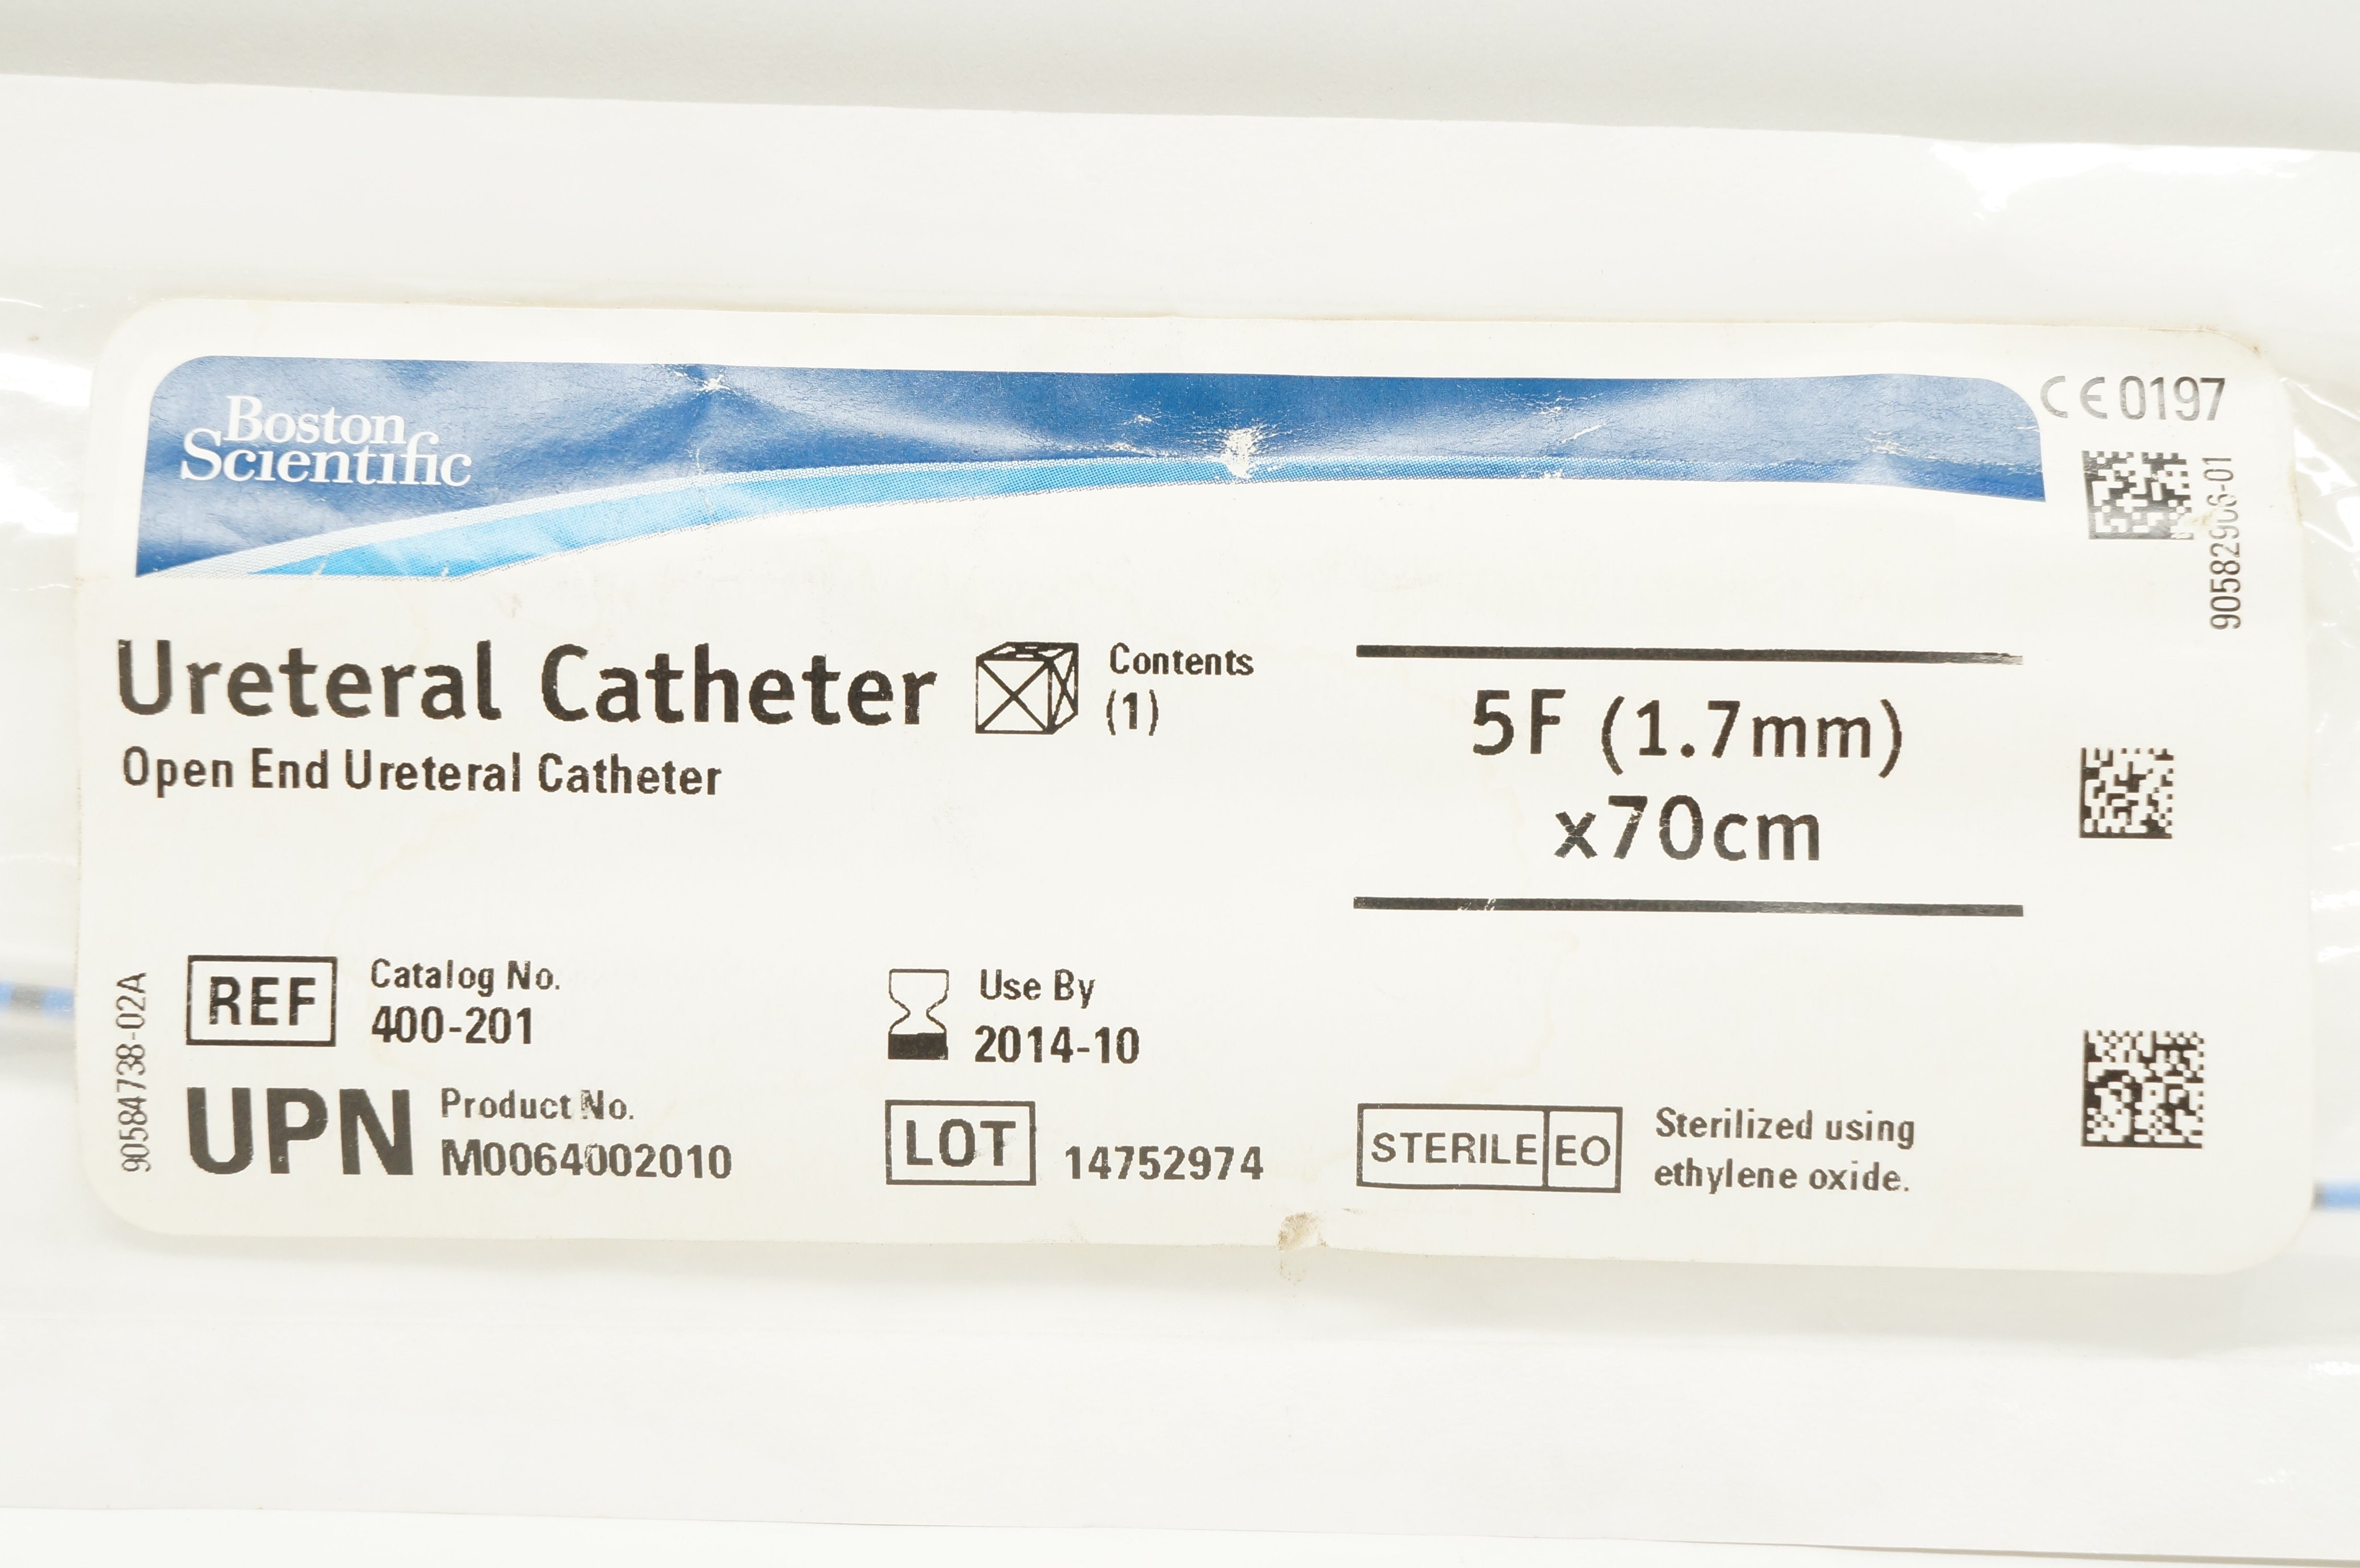 Boston
Scientific
CE 0197
Ureteral Catheter
Open End Ureteral Catheter
Contents
(1)
5F (1.7mm)
x70cm
REF
Catalog No.
400-201
Use By
2014-10
UPN
Product No.
M0064002010
LOT
14752974
STERILE EO
Sterilized using
ethylene oxide.
90584738-02A